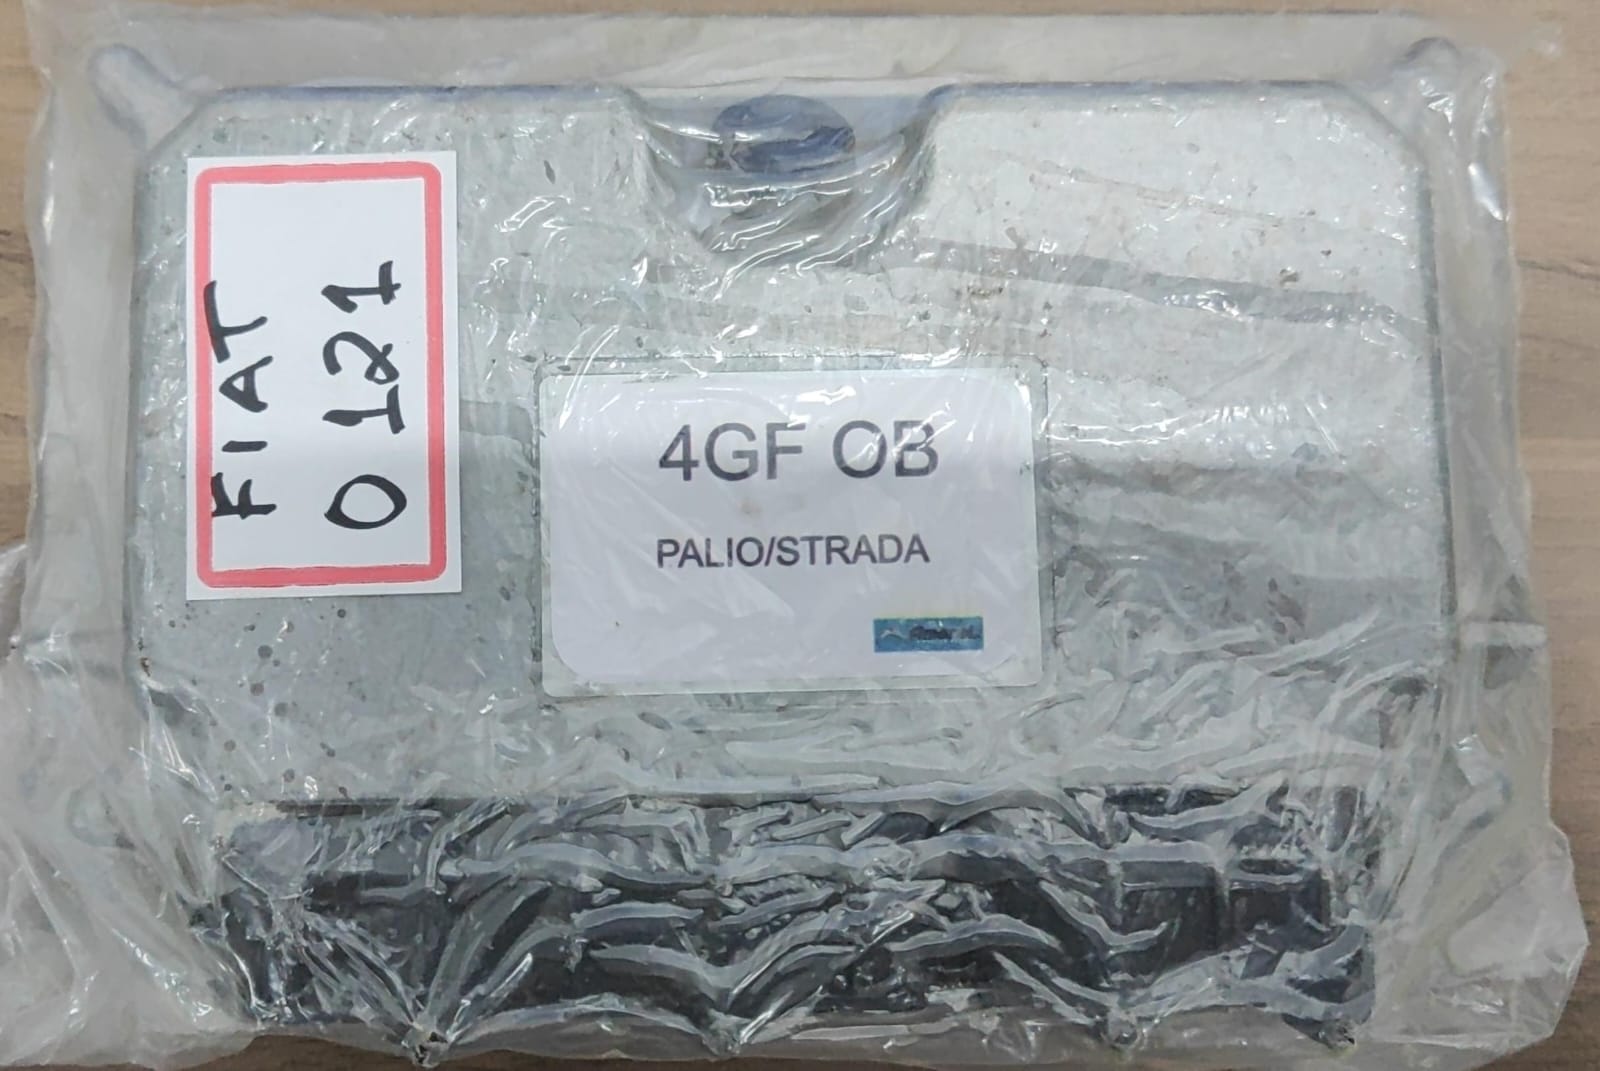 FIAT
0121
4GF OB
PALIO/STRADA